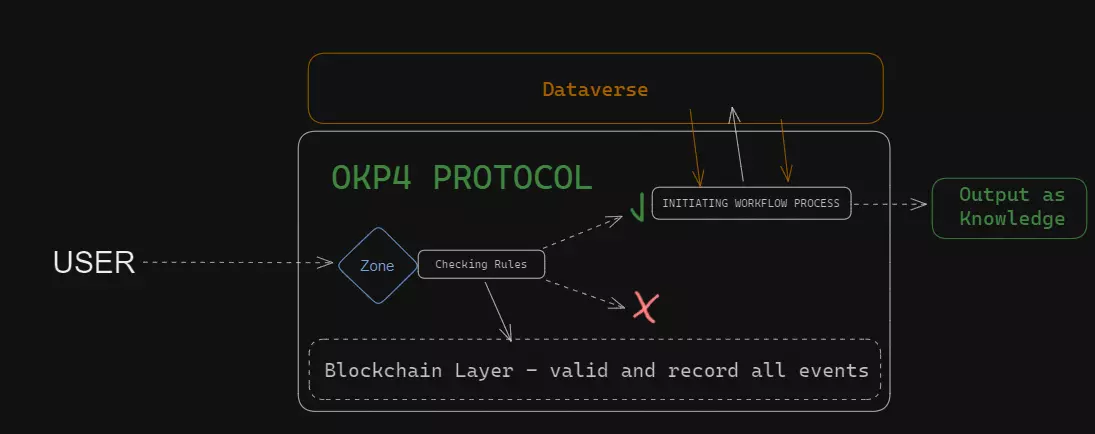 Dataverse
OKP4 PROTOCOL
INITIATING WORKFLOW PROCESS
Output as
Knowledge
USER
Zone
Checking Rules
Blockchain Layer - valid and record all events